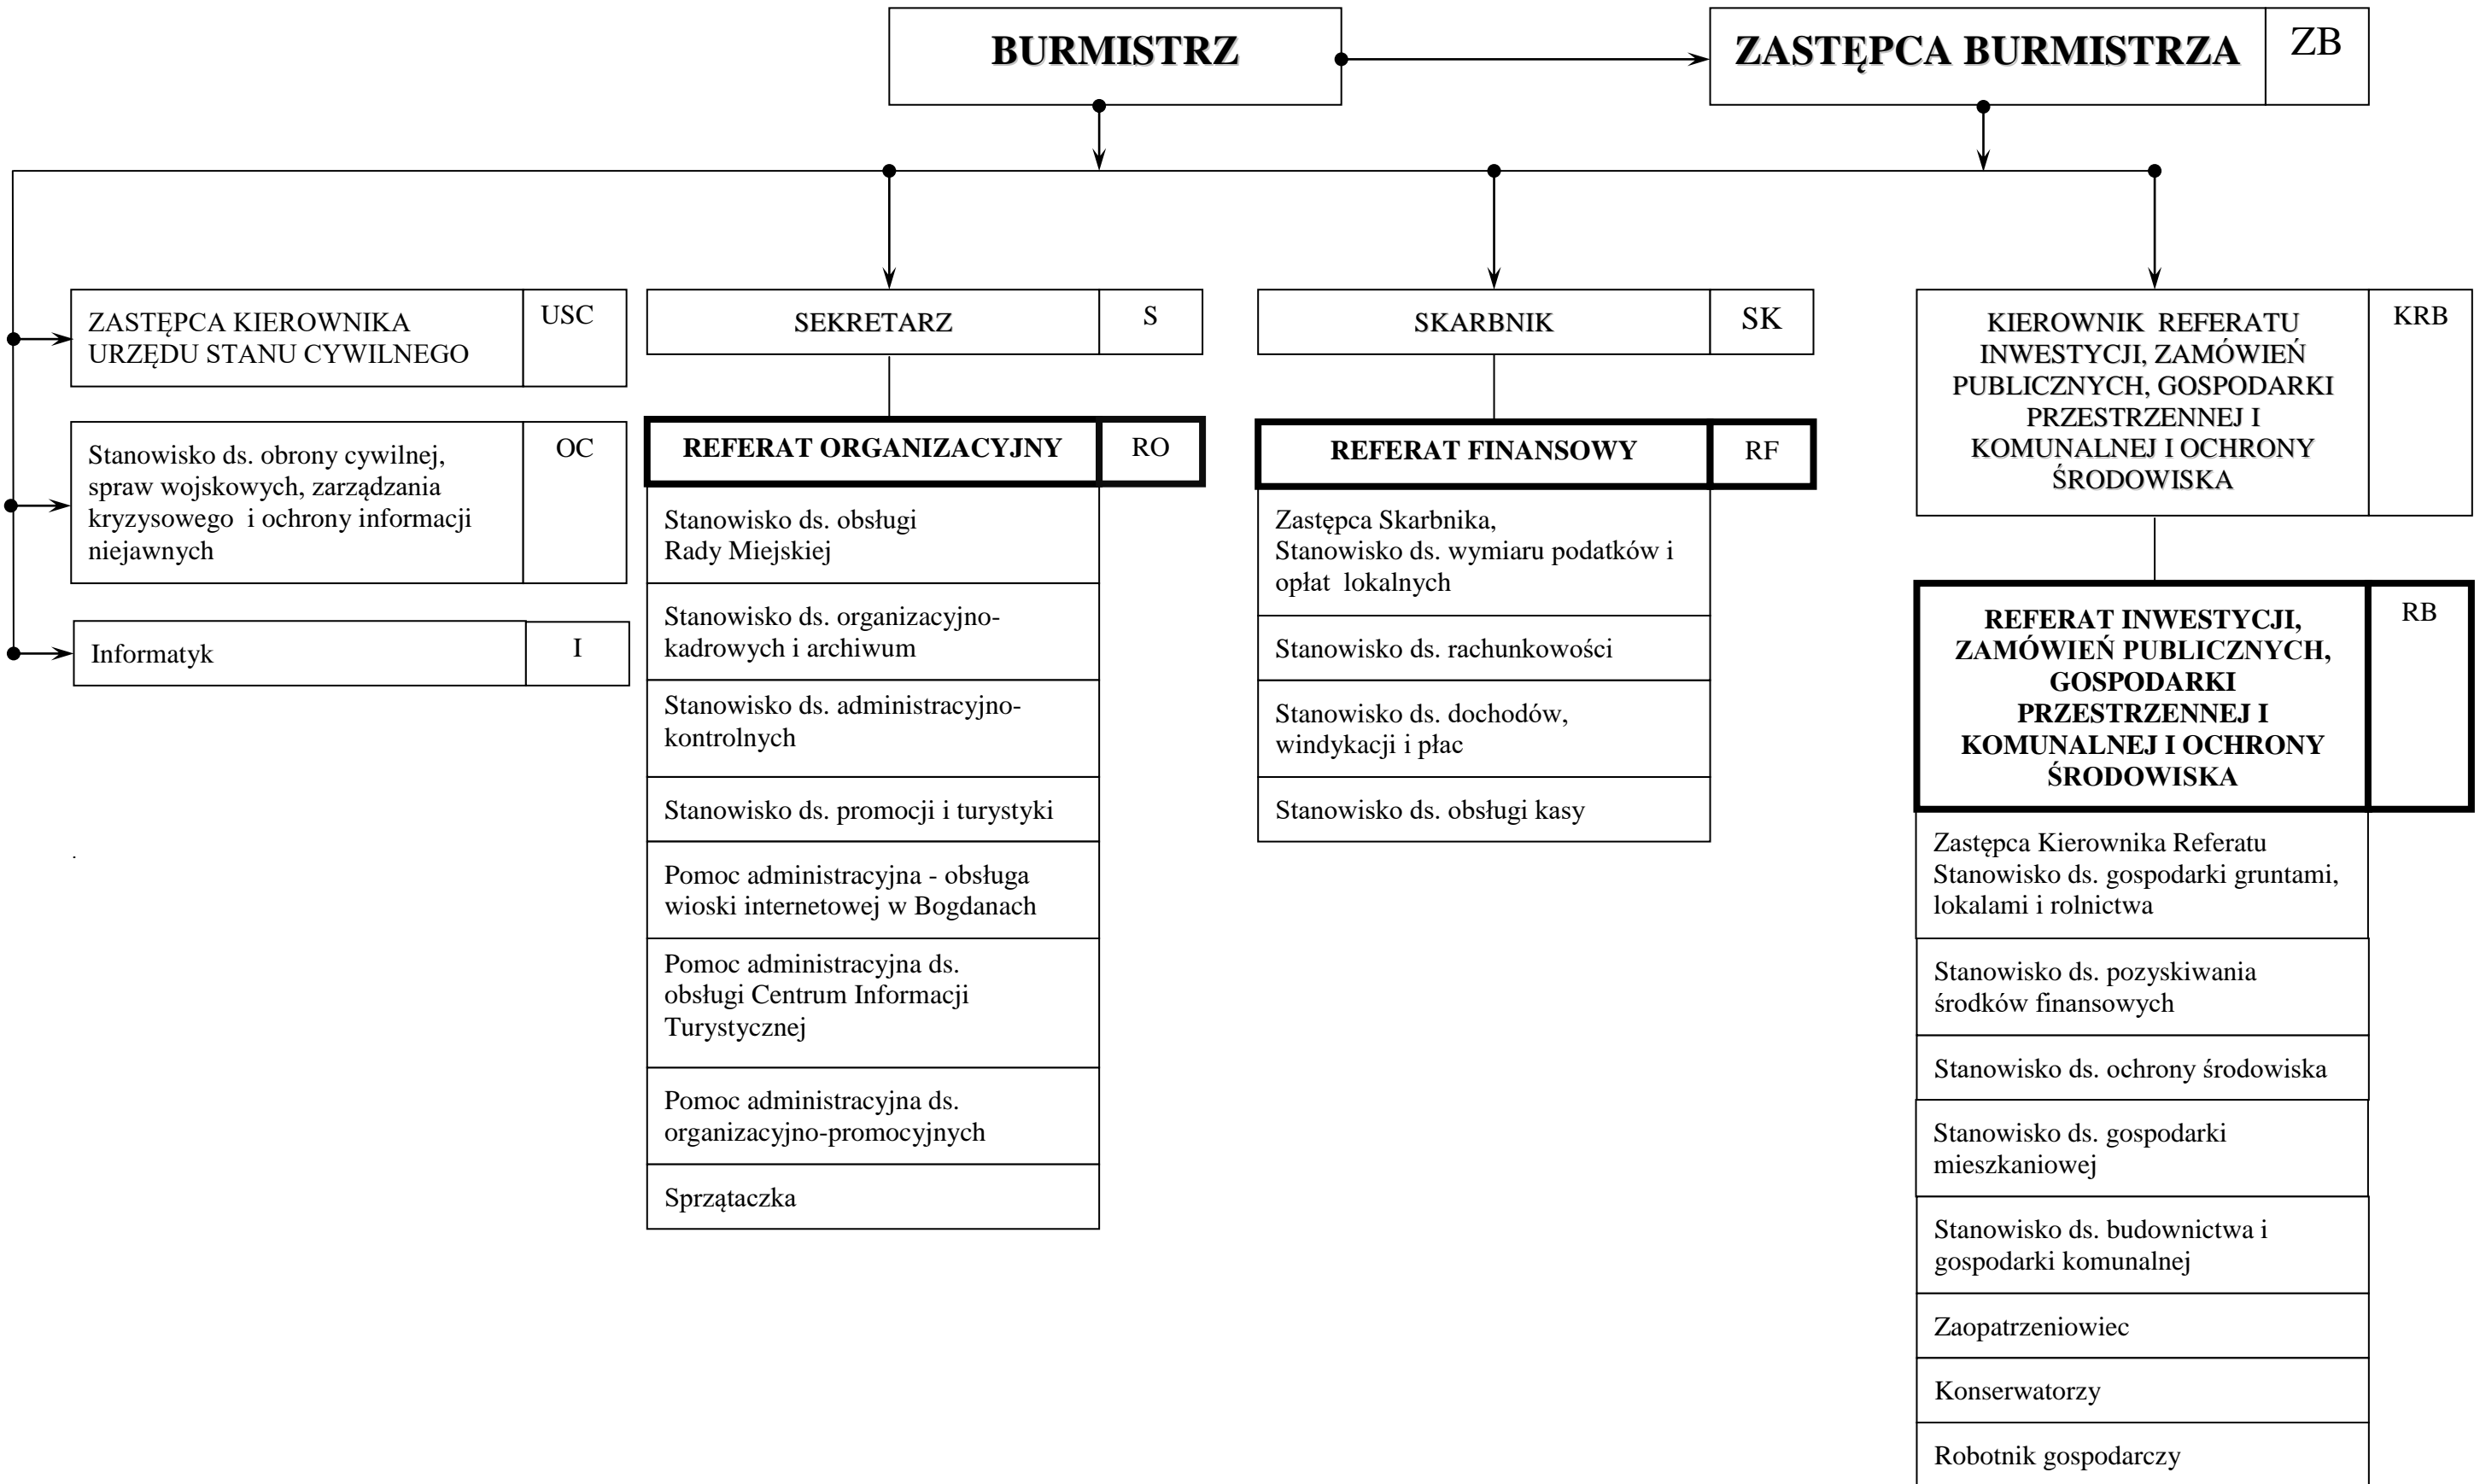 BURMISTRZ
ZASTĘPCA BURMISTRZA
ZB
ZASTĘPCA KIEROWNIKA
URZĘDU STANU CYWILNEGO
USC
Stanowisko ds. obrony cywilnej,
spraw wojskowych, zarządzania
kryzysowego i ochrony informacji
niejawnych
OC
Informatyk
I
SEKRETARZ
S
REFERAT ORGANIZACYJNY
RO
Stanowisko ds. obsługi
Rady Miejskiej
Stanowisko ds. organizacyjno-
kadrowych i archiwum
Stanowisko ds. administracyjno-
kontrolnych
Stanowisko ds. promocji i turystyki
Pomoc administracyjna - obsługa
wioski internetowej w Bogdanach
Pomoc administracyjna ds.
obsługi Centrum Informacji
Turystycznej
Pomoc administracyjna ds.
organizacyjno-promocyjnych
Sprzątaczka
SKARBNIK
SK
REFERAT FINANSOWY
RF
Zastępca Skarbnika,
Stanowisko ds. wymiaru podatków i
opłat lokalnych
Stanowisko ds. rachunkowości
Stanowisko ds. dochodów,
windykacji i płac
Stanowisko ds. obsługi kasy
KIEROWNIK REFERATU
INWESTYCJI, ZAMÓWIEŃ
PUBLICZNYCH, GOSPODARKI
PRZESTRZENNEJ I
KOMUNALNEJ I OCHRONY
ŚRODOWISKA
KRB
REFERAT INWESTYCJI,
ZAMÓWIEŃ PUBLICZNYCH,
GOSPODARKI
PRZESTRZENNEJ I
KOMUNALNEJ I OCHRONY
ŚRODOWISKA
RB
Zastępca Kierownika Referatu
Stanowisko ds. gospodarki gruntami,
lokalami i rolnictwa
Stanowisko ds. pozyskiwania
środków finansowych
Stanowisko ds. ochrony środowiska
Stanowisko ds. gospodarki
mieszkaniowej
Stanowisko ds. budownictwa i
gospodarki komunalnej
Zaopatrzeniowiec
Konserwatorzy
Robotnik gospodarczy